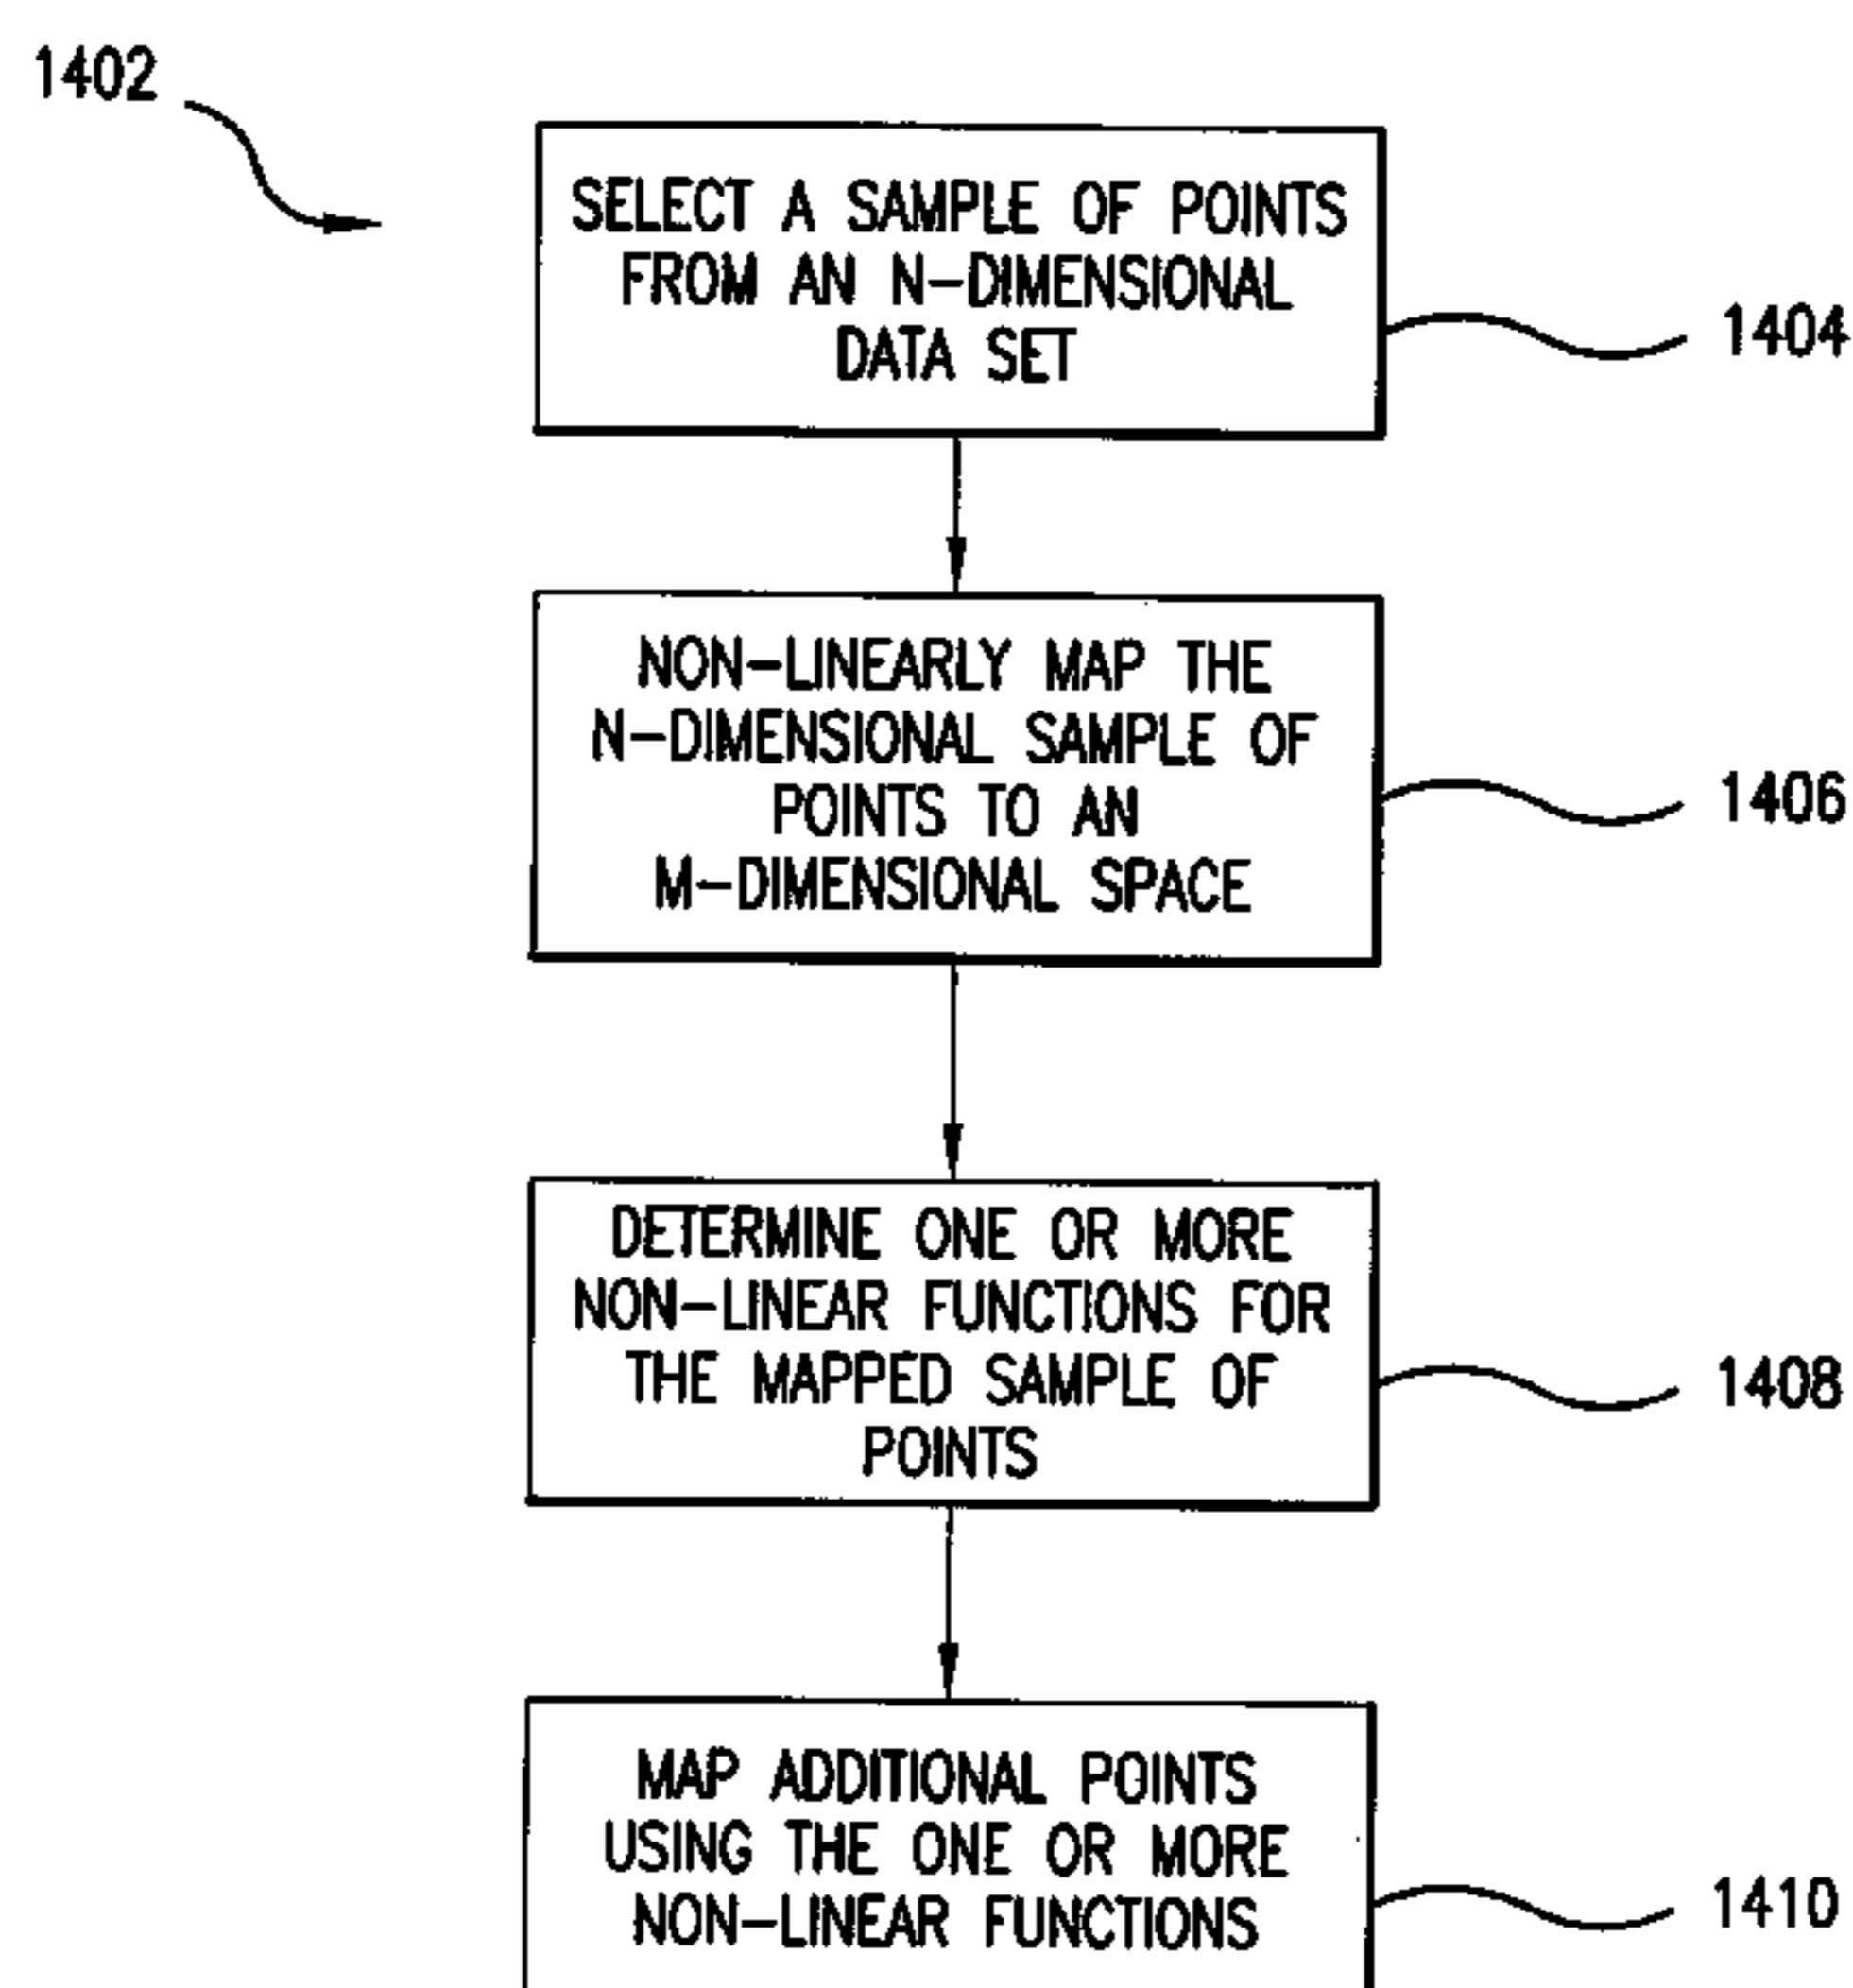 1402
SELECT A SAMPLE OF POINTS
FROM AN N-DIMENSIONAL
DATA SET
1404
NON-LINEARLY MAP THE
N-DIMENSIONAL SAMPLE OF
POINTS TO AN
M-DIMENSIONAL SPACE
1406
DETERMINE ONE OR MORE
NON-LINEAR FUNCTIONS FOR
THE MAPPED SAMPLE OF
POINTS
1408
MAP ADDITIONAL POINTS
USING THE ONE OR MORE
NON-LINEAR FUNCTIONS
1410